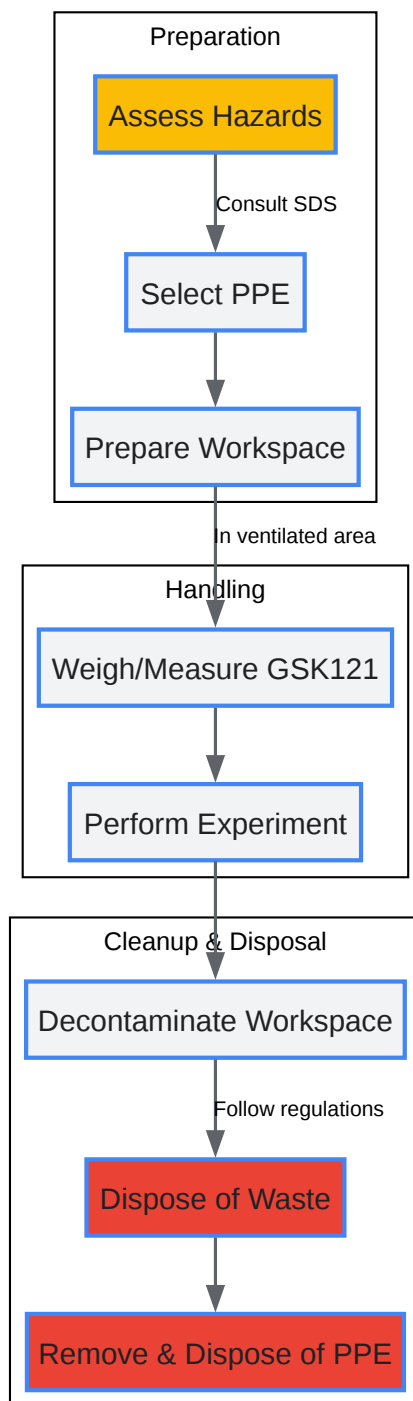 Preparation
Assess Hazards
Consult SDS
Select PPE
Prepare Workspace
In ventilated area
Handling
Weigh/Measure GSK121
Perform Experiment
Cleanup & Disposal
Decontaminate Workspace
Follow regulations
Dispose of Waste
Remove & Dispose of PPE